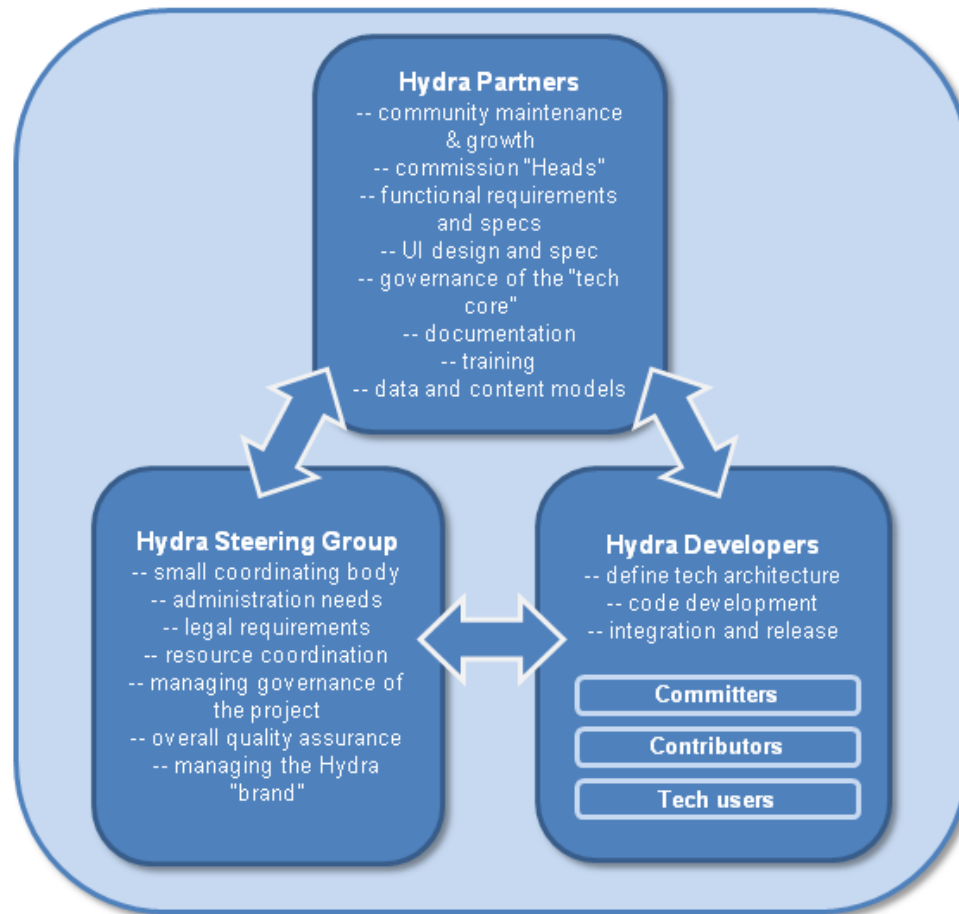 Hydra Partners
-- community maintenance
& growth
-- commission "Heads"
-- functional requirements
and specs
-- UI design and spec
-- governance of the "tech
core"
-- documentation
-- training
-- data and content models
Hydra Steering Group
-- small coordinating body
-- administration needs
-- legal requirements
-- resource coordination
-- managing governance of
the project
-- overall quality assurance
-- managing the Hydra
"brand"
Hydra Developers
-- define tech architecture
-- code development
-- integration and release
Committers
Contributors
Tech users